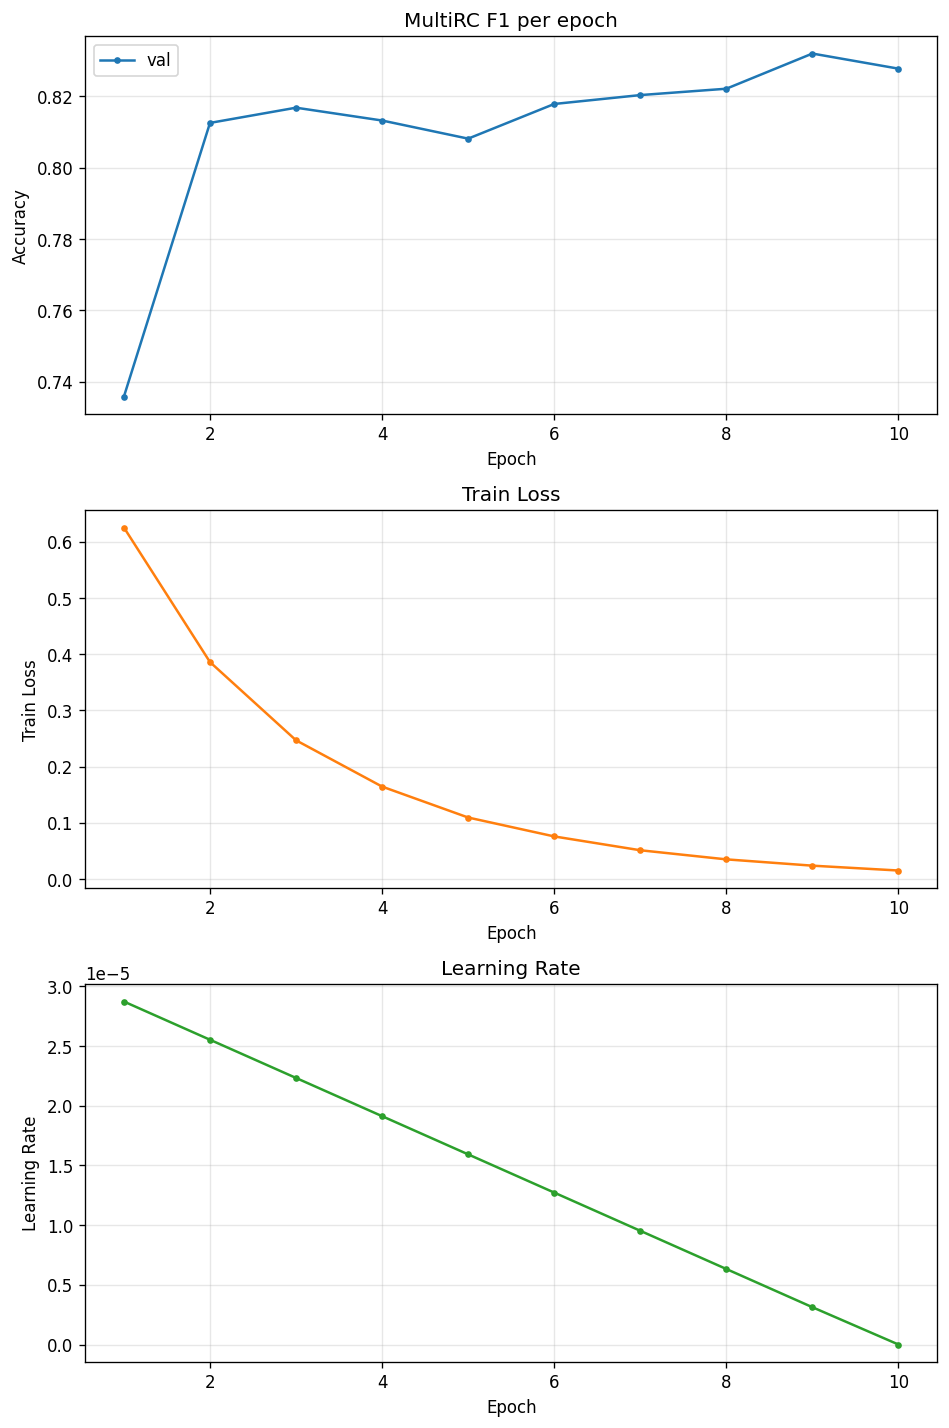 MultiRC F1 per epoch
val
Accuracy
0.82
0.80
0.78
0.76
0.74
2 4 6 8 10
Epoch
Train Loss
Train Loss
0.6
0.5
0.4
0.3
0.2
0.1
0.0
2 4 6 8 10
Epoch
Learning Rate
1e−5
Learning Rate
3.0
2.5
2.0
1.5
1.0
0.5
0.0
2 4 6 8 10
Epoch